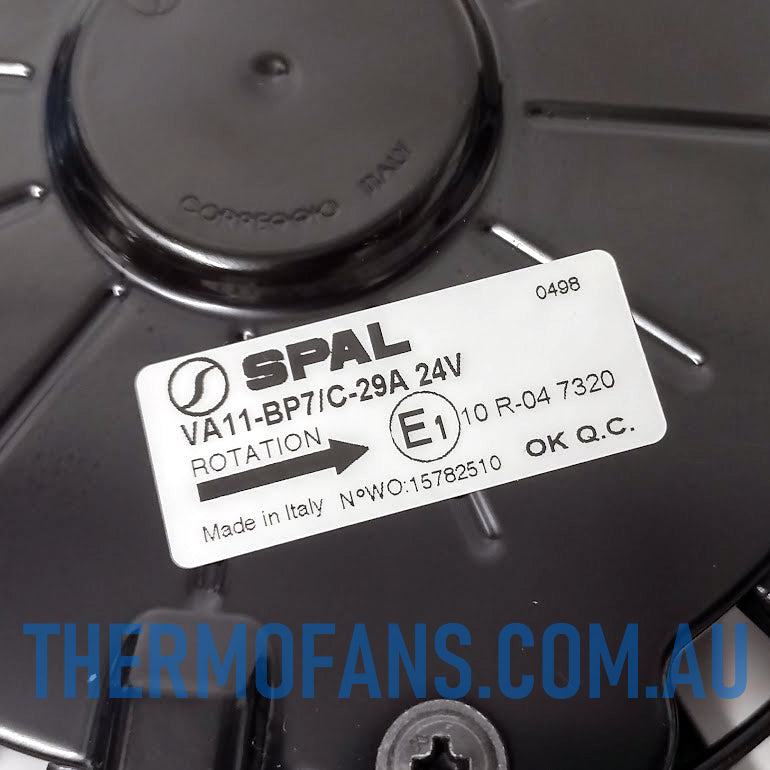 CORREGGIO ITALY
0498
SPAL
VA11-BP7/C-29A 24V
ROTATION
E1 10 R-04 7320
Made in Italy N°WO:15782510 OK Q.C.
THERMOFANS.COM.AU